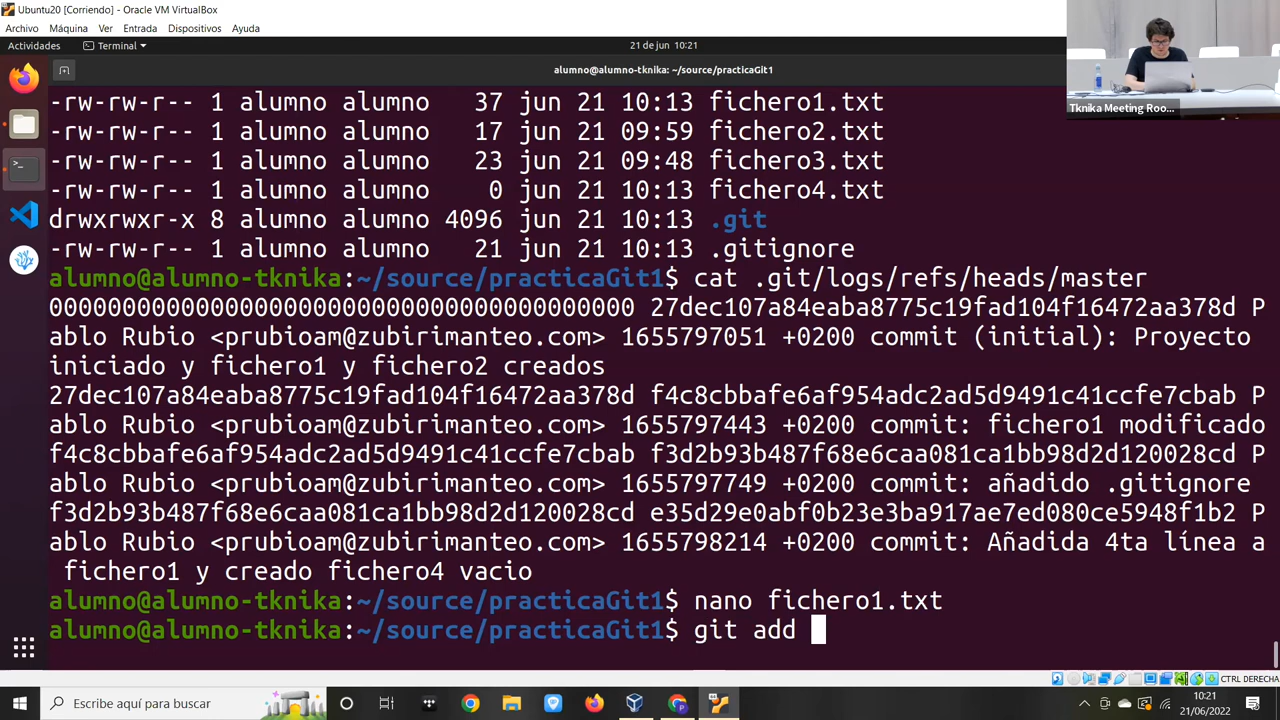 Ubuntu20 [Corriendo] - Oracle VM VirtualBox
Archivo Máquina Ver Entrada Dispositivos Ayuda
Actividades Terminal 21 de jun 10:21
alumno@alumno-tknika: ~/source/practicaGit1
Tknika Meeting Roo...
-rw-rw-r-- 1 alumno alumno 37 jun 21 10:13 fichero1.txt
-rw-rw-r-- 1 alumno alumno 17 jun 21 09:59 fichero2.txt
-rw-rw-r-- 1 alumno alumno 23 jun 21 09:48 fichero3.txt
-rw-rw-r-- 1 alumno alumno 0 jun 21 10:13 fichero4.txt
drwxrwxr-x 8 alumno alumno 4096 jun 21 10:13 .git
-rw-rw-r-- 1 alumno alumno 21 jun 21 10:13 .gitignore
alumno@alumno-tknika:~/source/practicaGit1$ cat .git/logs/refs/heads/master
0000000000000000000000000000000000000000 27dec107a84eaba8775c19fad104f16472aa378d P
ablo Rubio <prubioam@zubirimanteo.com> 1655797051 +0200 commit (initial): Proyecto
iniciado y fichero1 y fichero2 creados
27dec107a84eaba8775c19fad104f16472aa378d f4c8cbbafe6af954adc2ad5d9491c41ccfe7cbab P
ablo Rubio <prubioam@zubirimanteo.com> 1655797443 +0200 commit: fichero1 modificado
f4c8cbbafe6af954adc2ad5d9491c41ccfe7cbab f3d2b93b487f68e6caa081ca1bb98d2d120028cd P
ablo Rubio <prubioam@zubirimanteo.com> 1655797749 +0200 commit: añadido .gitignore
f3d2b93b487f68e6caa081ca1bb98d2d120028cd e35d29e0abf0b23e3ba917ae7ed080ce5948f1b2 P
ablo Rubio <prubioam@zubirimanteo.com> 1655798214 +0200 commit: Añadida 4ta línea a
fichero1 y creado fichero4 vacio
alumno@alumno-tknika:~/source/practicaGit1$ nano fichero1.txt
alumno@alumno-tknika:~/source/practicaGit1$ git add
CTRL DERECHA
Escribe aquí para buscar
10:21
21/06/2022